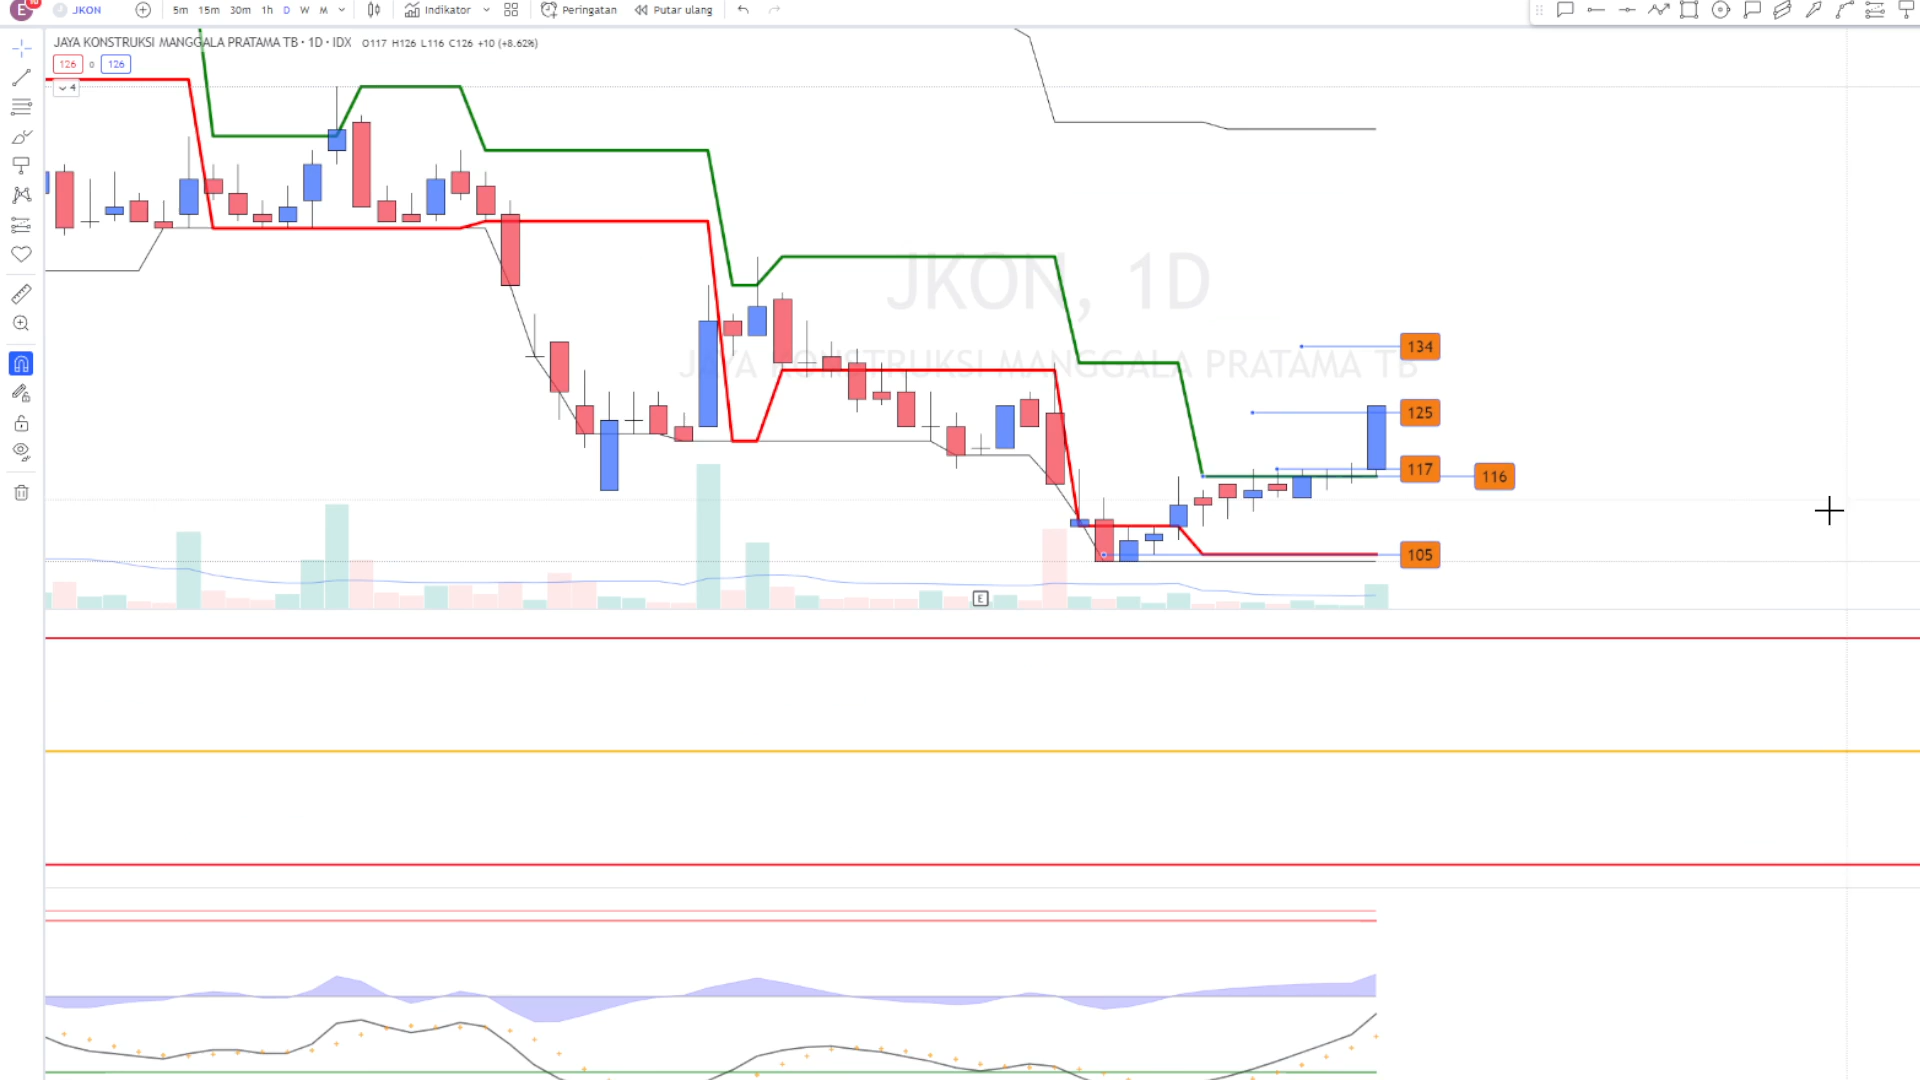 E 10 JKON 5m 15m 30m 1h D W M Indikator Peringatan Putar ulang
JAYA KONSTRUKSI MANGGALA PRATAMA TB • 1D • IDX O117 H126 L116 C126 +10 (+8.62%)
126 0 126
4
JKON, 1D
JAYA KONSTRUKSI MANGGALA PRATAMA TB
134
125
117
116
105
E